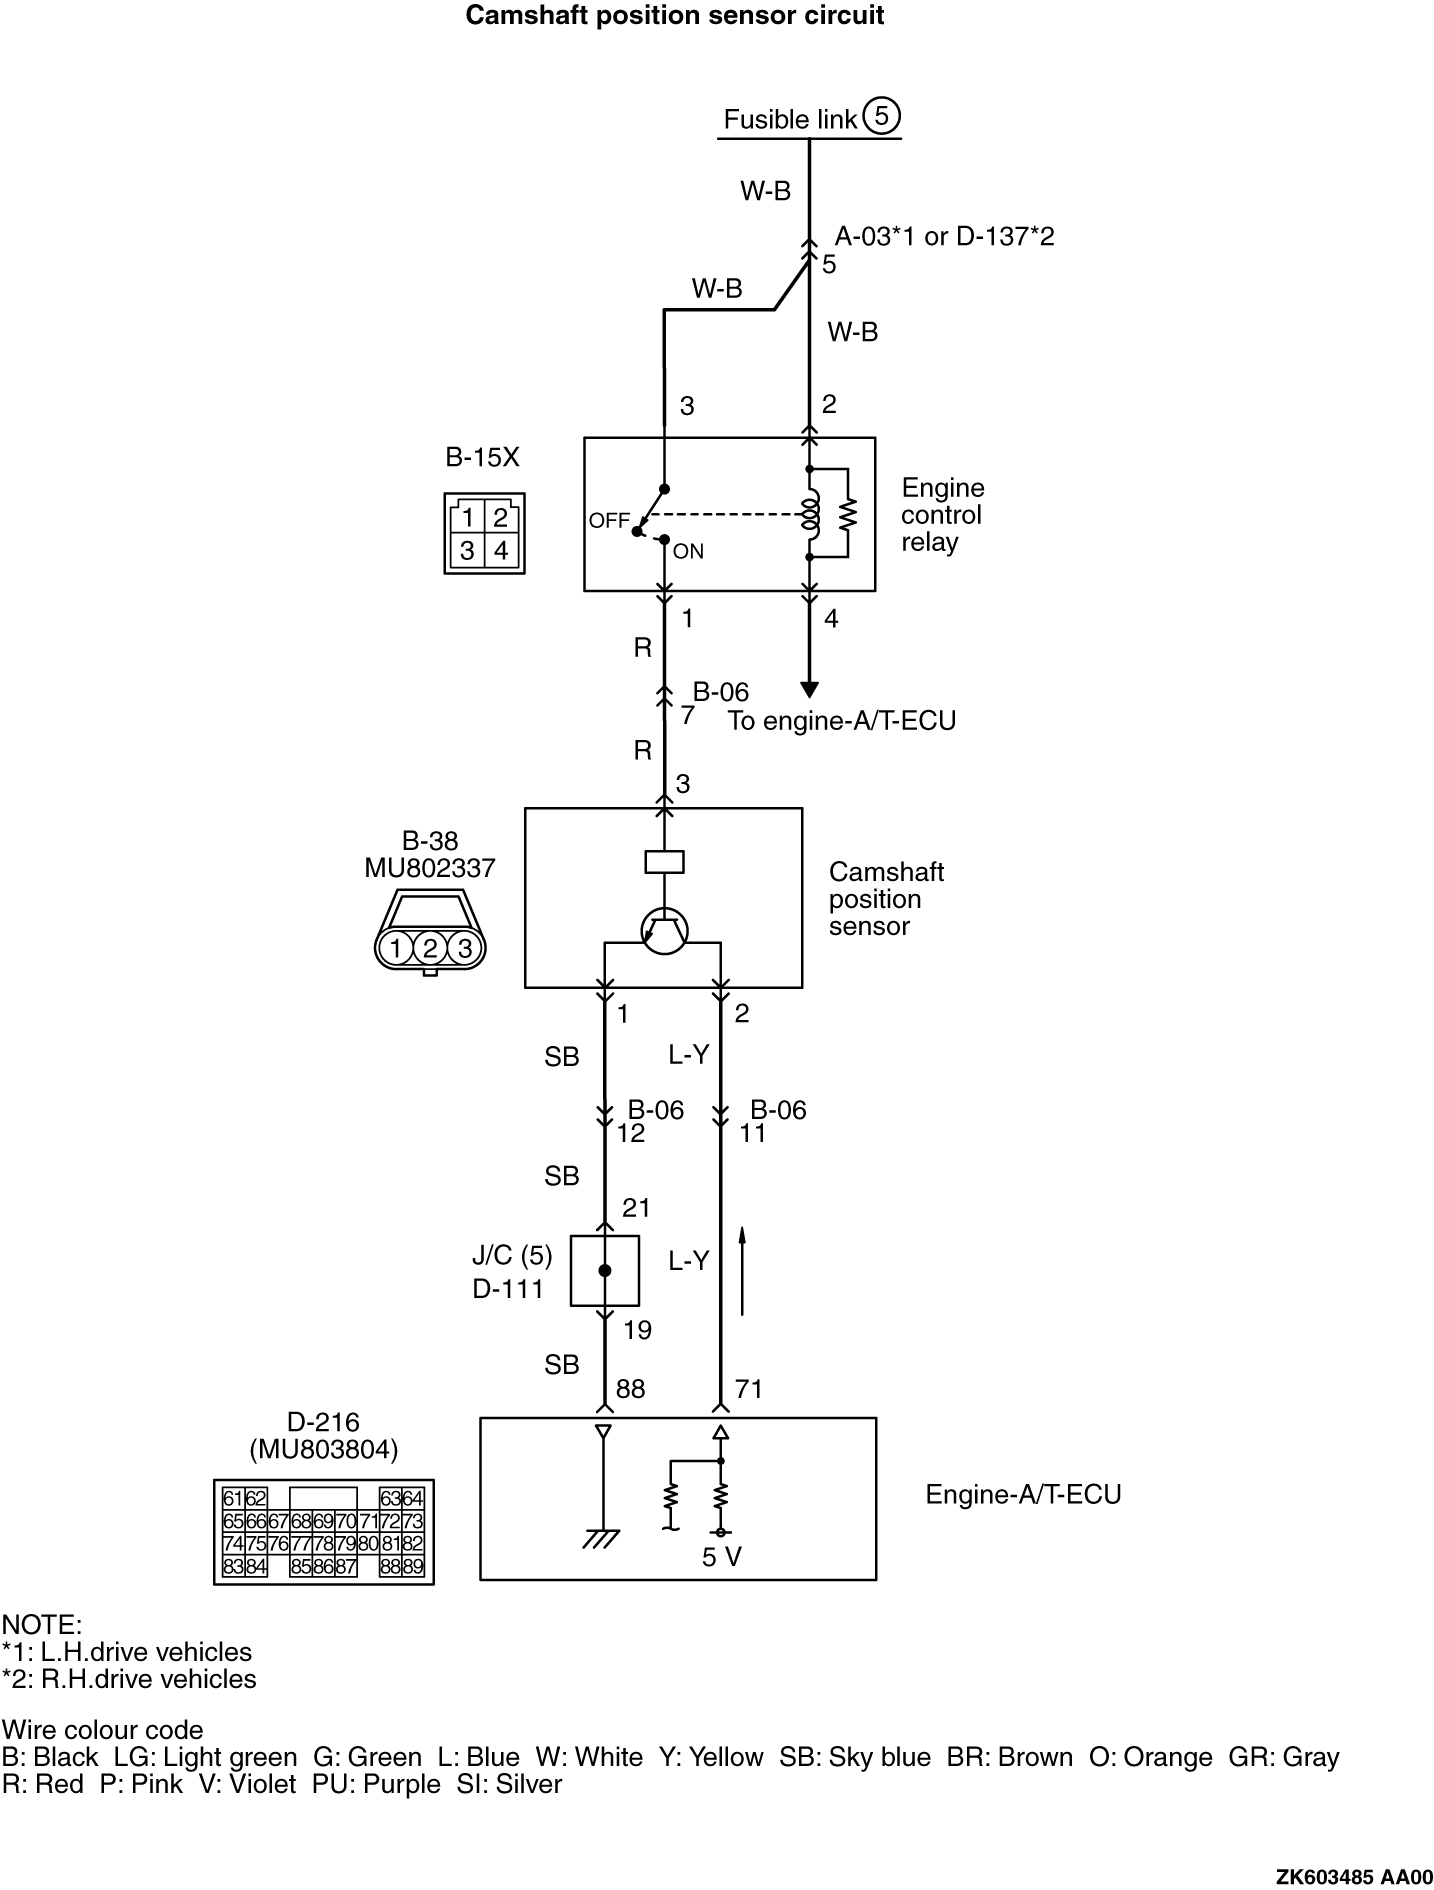 Camshaft position sensor circuit
Fusible link 5
W-B
A-03*1 or D-137*2
5
W-B
W-B
3
2
B-15X
1 2
3 4
OFF
ON
Engine
control
relay
1
4
R
B-06
7
To engine-A/T-ECU
R
3
B-38
MU802337
1 2 3
Camshaft
position
sensor
1
2
SB
L-Y
B-06
12
B-06
11
SB
21
J/C (5)
D-111
L-Y
19
SB
88
71
D-216
(MU803804)
61 62 63 64
65 66 67 68 69 70 71 72 73
74 75 76 77 78 79 80 81 82
83 84 85 86 87 88 89
5 V
Engine-A/T-ECU
NOTE:
*1: L.H.drive vehicles
*2: R.H.drive vehicles
Wire colour code
B: Black LG: Light green G: Green L: Blue W: White Y: Yellow SB: Sky blue BR: Brown O: Orange GR: Gray
R: Red P: Pink V: Violet PU: Purple SI: Silver
ZK603485 AA00